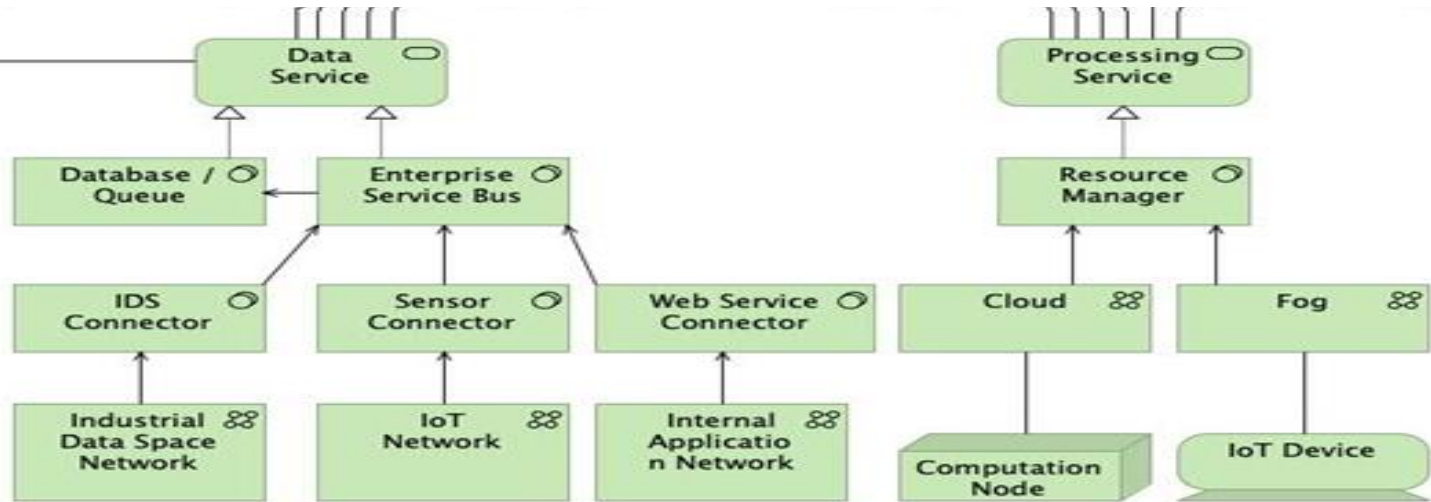 Data
Service
Processing
Service
Database /
Queue
Enterprise
Service Bus
Resource
Manager
IDS
Connector
Sensor
Connector
Web Service
Connector
Cloud
Fog
Industrial
Data Space
Network
IoT
Network
Internal
Applicatio
n Network
Computation
Node
IoT Device